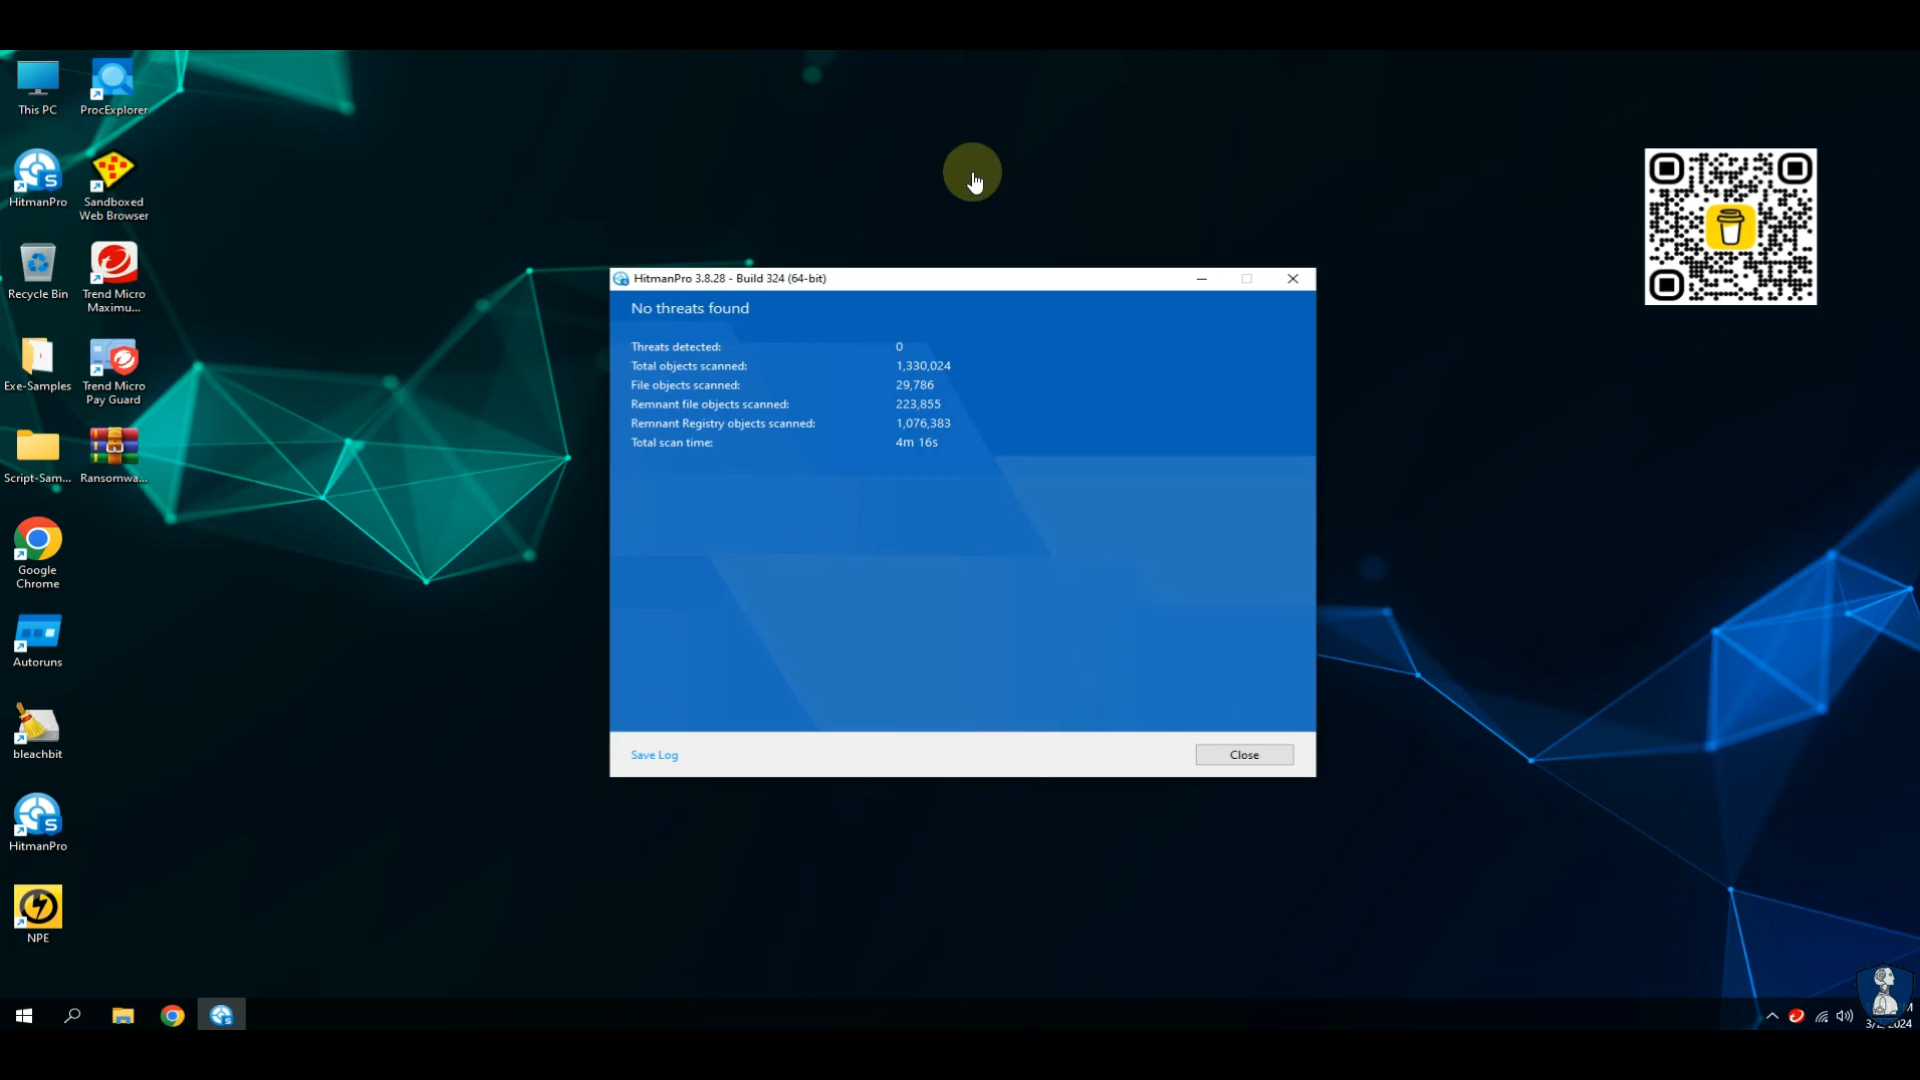 This PC
ProcExplorer
HitmanPro
Sandboxed
Web Browser
Recycle Bin
Trend Micro
Maximu...
Exe-Samples
Trend Micro
Pay Guard
Script-Sam...
Ransomwa...
Google
Chrome
Autoruns
bleachbit
HitmanPro
NPE
HitmanPro 3.8.28 - Build 324 (64-bit)
No threats found
Threats detected: 0
Total objects scanned: 1,330,024
File objects scanned: 29,786
Remnant file objects scanned: 223,855
Remnant Registry objects scanned: 1,076,383
Total scan time: 4m 16s
Save Log
Close